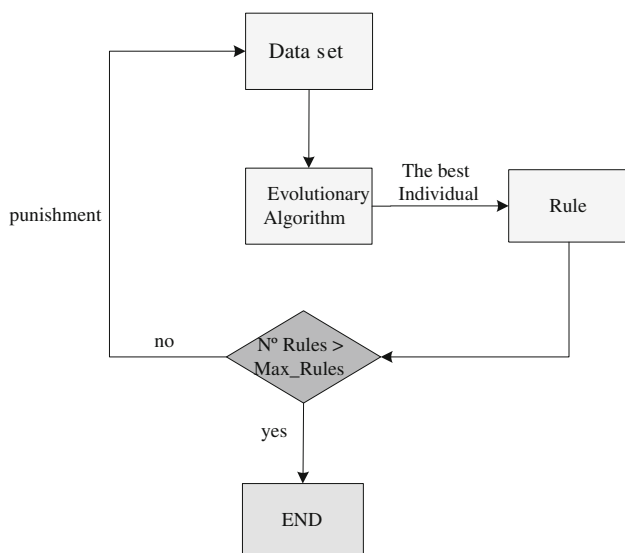 Data set
Evolutionary
Algorithm
The best
Individual
Rule
punishment
no
Nº Rules >
Max_Rules
yes
END